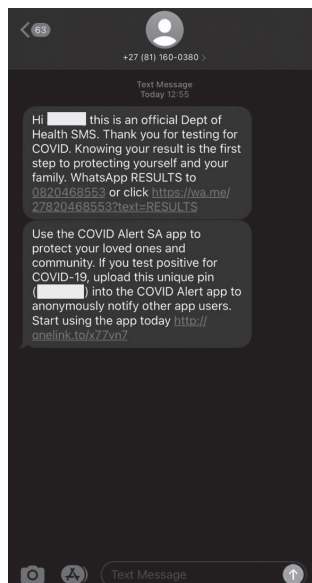 63
+27 (81) 160-0380 >
Text Message
Today 12:55
Hi this is an official Dept of
Health SMS. Thank you for testing for
COVID. Knowing your result is the first
step to protecting yourself and your
family. WhatsApp RESULTS to
0820468553 or click https://wa.me/
27820468553?text=RESULTS
Use the COVID Alert SA app to
protect your loved ones and
community. If you test positive for
COVID-19, upload this unique pin
( ) into the COVID Alert app to
anonymously notify other app users.
Start using the app today http://
onelink.to/x77vn7
Text Message